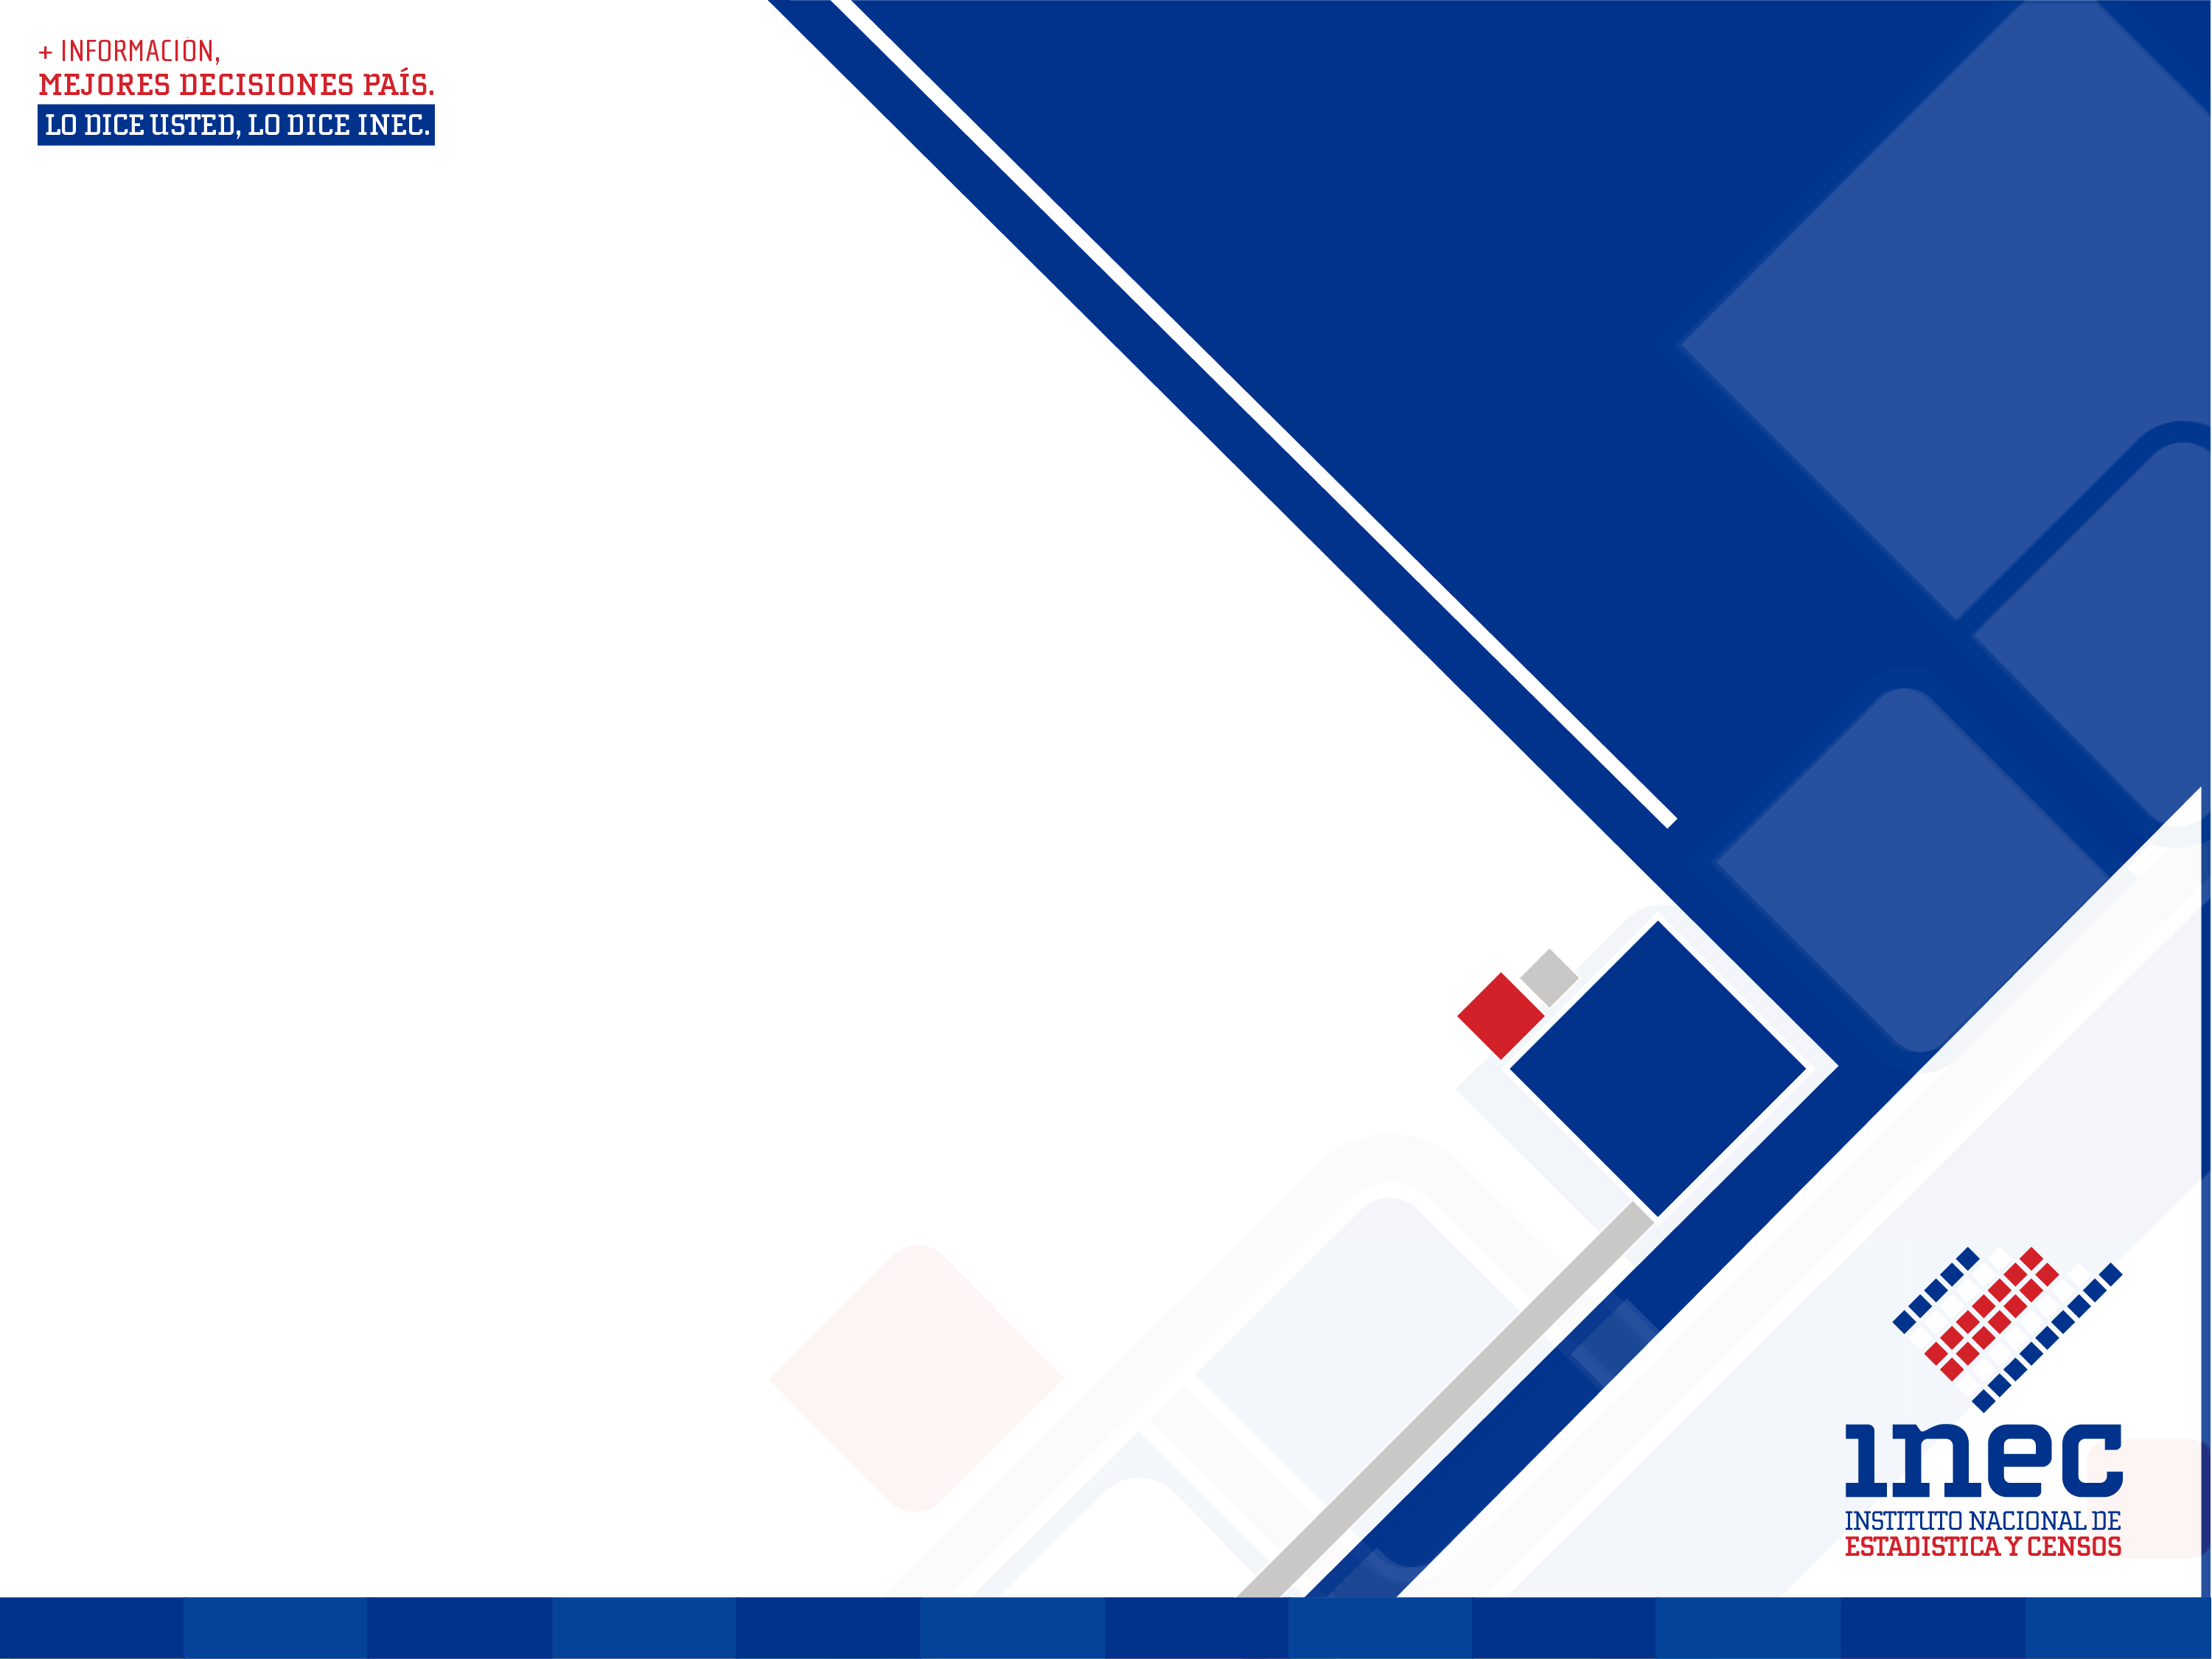 + INFORMACIÓN,
MEJORES DECISIONES PAÍS.
LO DICE USTED, LO DICE INEC.
inec
INSTITUTO NACIONAL DE
ESTADISTICA Y CENSOS